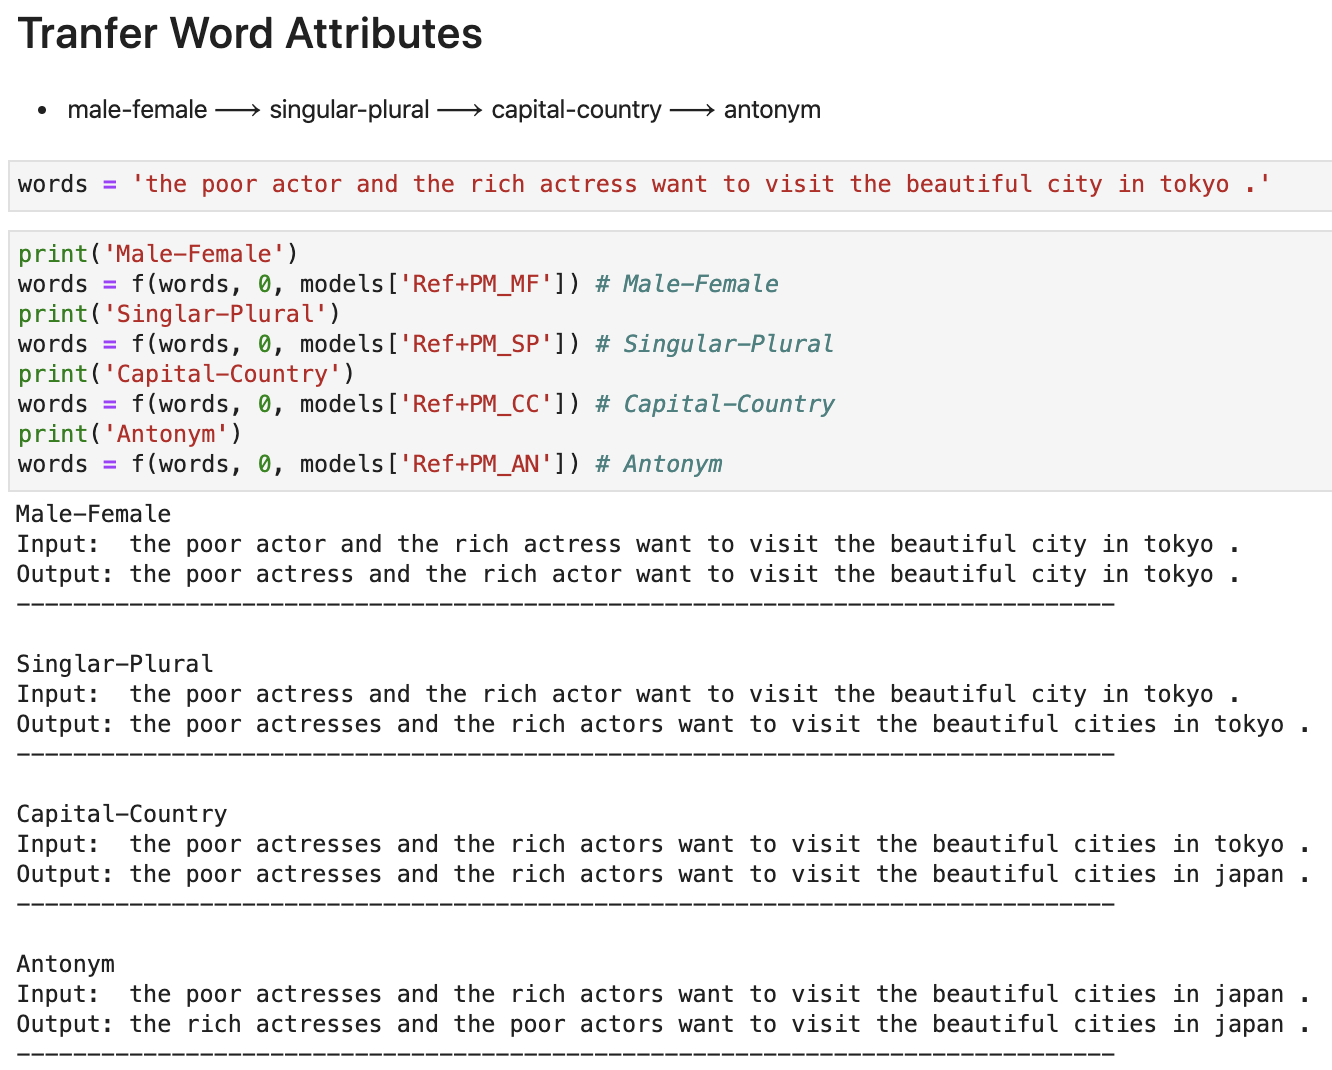 Tranfer Word Attributes
• male-female ⟶ singular-plural ⟶ capital-country ⟶ antonym
words = 'the poor actor and the rich actress want to visit the beautiful city in tokyo .'
print('Male-Female')
words = f(words, 0, models['Ref+PM_MF']) # Male-Female
print('Singlar-Plural')
words = f(words, 0, models['Ref+PM_SP']) # Singular-Plural
print('Capital-Country')
words = f(words, 0, models['Ref+PM_CC']) # Capital-Country
print('Antonym')
words = f(words, 0, models['Ref+PM_AN']) # Antonym
Male-Female
Input:  the poor actor and the rich actress want to visit the beautiful city in tokyo .
Output: the poor actress and the rich actor want to visit the beautiful city in tokyo .
------------------------------------------------------------------------------
Singlar-Plural
Input:  the poor actress and the rich actor want to visit the beautiful city in tokyo .
Output: the poor actresses and the rich actors want to visit the beautiful cities in tokyo .
------------------------------------------------------------------------------
Capital-Country
Input:  the poor actresses and the rich actors want to visit the beautiful cities in tokyo .
Output: the poor actresses and the rich actors want to visit the beautiful cities in japan .
------------------------------------------------------------------------------
Antonym
Input:  the poor actresses and the rich actors want to visit the beautiful cities in japan .
Output: the rich actresses and the poor actors want to visit the beautiful cities in japan .
------------------------------------------------------------------------------